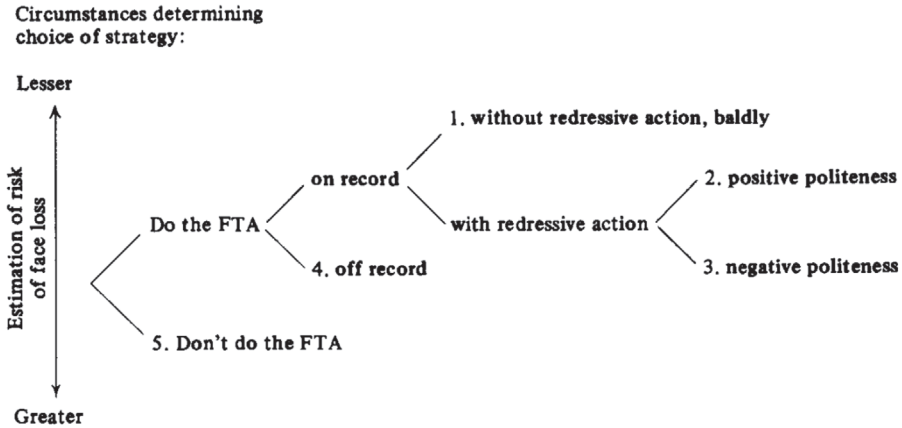 Circumstances determining
choice of strategy:
Lesser
1. without redressive action, baldly
on record
2. positive politeness
Do the FTA
with redressive action
4. off record
3. negative politeness
5. Don't do the FTA
Greater
Estimation of risk
of face loss